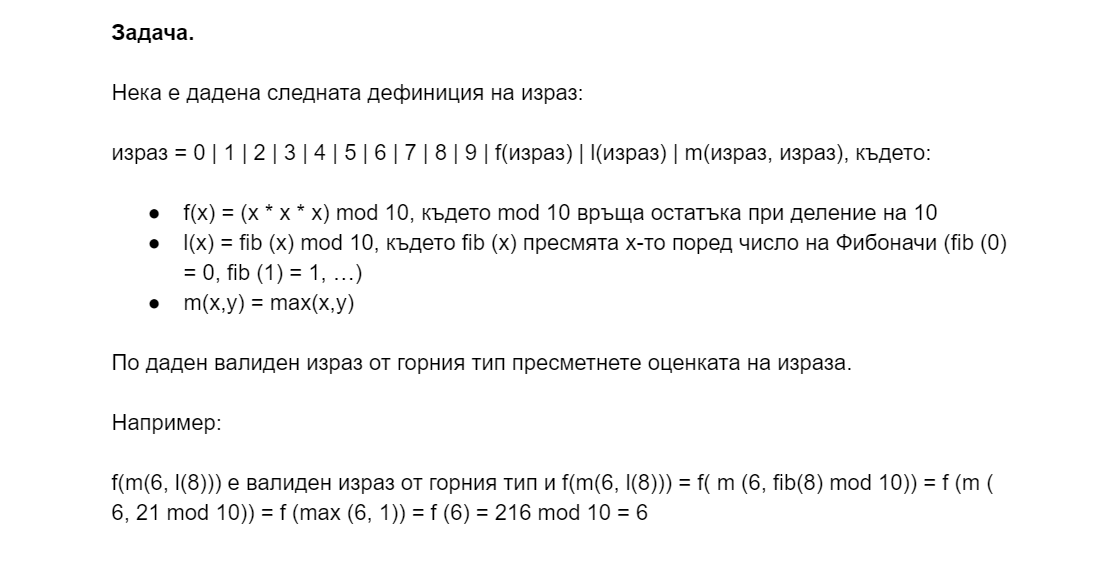 Задача.
Нека е дадена следната дефиниция на израз:
израз = 0 | 1 | 2 | 3 | 4 | 5 | 6 | 7 | 8 | 9 | f(израз) | l(израз) | m(израз, израз), където:
● f(x) = (x * x * x) mod 10, където mod 10 връща остатъка при деление на 10
● l(x) = fib (x) mod 10, където fib (x) пресмята x-то поред число на Фибоначи (fib (0)
= 0, fib (1) = 1, …)
● m(x,y) = max(x,y)
По даден валиден израз от горния тип пресметнете оценката на израза.
Например:
f(m(6, l(8))) е валиден израз от горния тип и f(m(6, l(8))) = f( m (6, fib(8) mod 10)) = f (m (
6, 21 mod 10)) = f (max (6, 1)) = f (6) = 216 mod 10 = 6